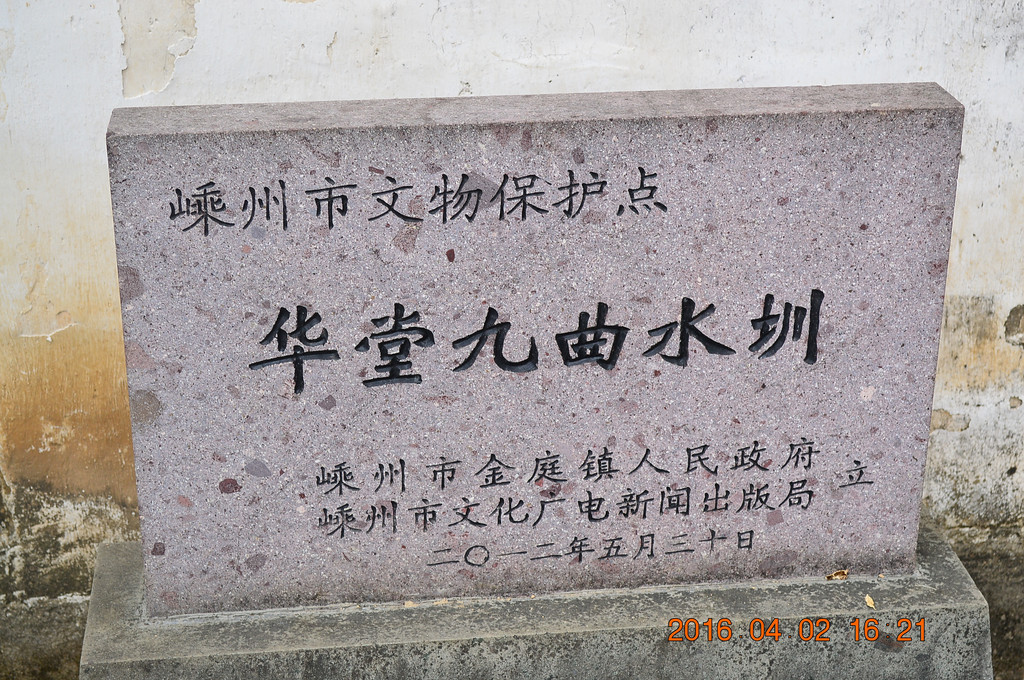 嵊州市文物保护点
华堂九曲水圳
嵊州市金庭镇人民政府
嵊州市文化广电新闻出版局
立
二〇一二年五月三十日
2016 04 02 16 21